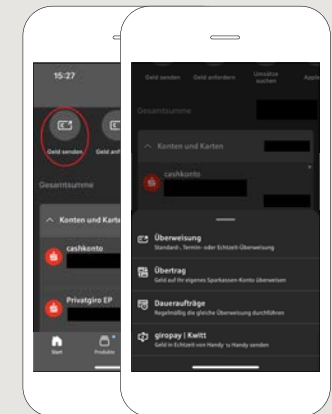 15:27
Geld senden
Geld anf
Gesamtsumme
Konten und Karte
cashkonto
Privatgiro EP
Start
Produkte
Geld senden
Geld anfordern
Umsätze
suchen
Apple
Gesamtsumme
Konten und Karten
cashkonto
Überweisung
Standard-, Termin- oder Echtzeit-Überweisung
Übertrag
Geld auf Ihr eigenes Sparkassen-Konto überweisen
Daueraufträge
Regelmäßig die gleiche Überweisung durchführen
giropay | Kwitt
Geld in Echtzeit von Handy zu Handy senden